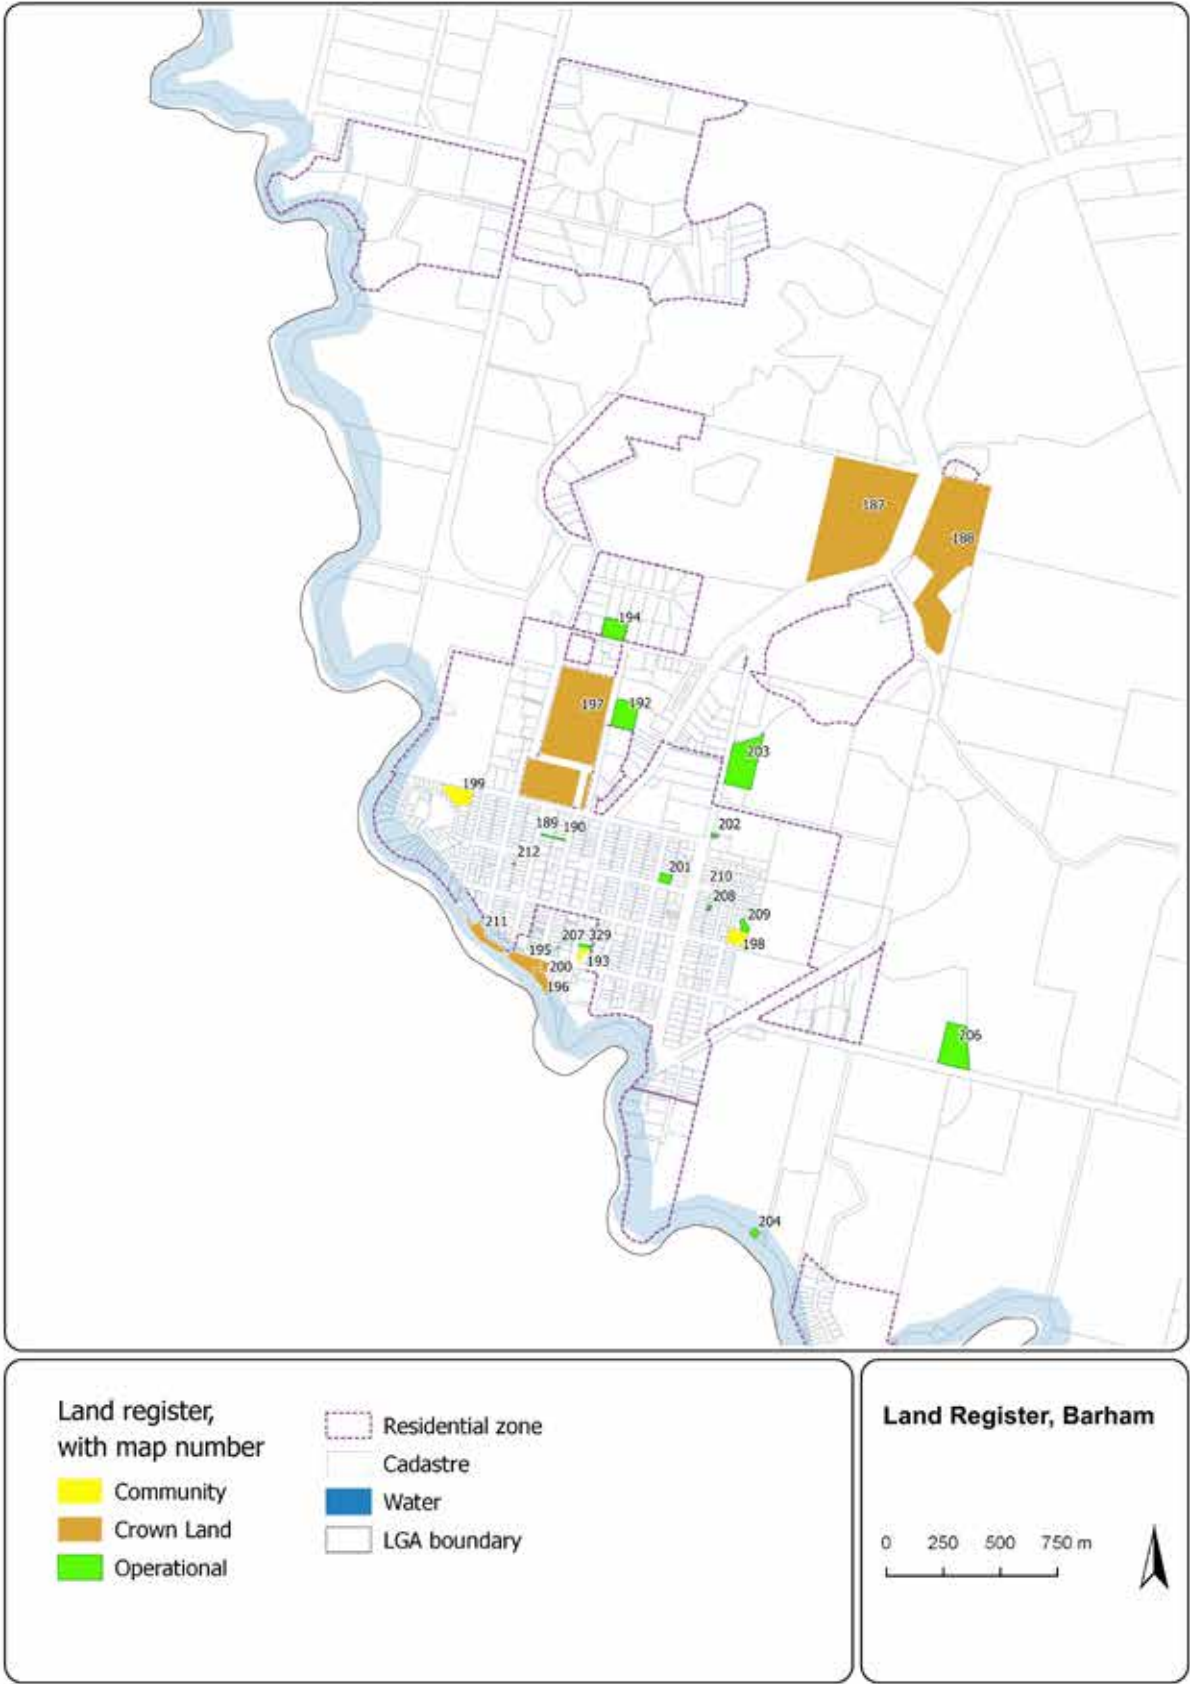 187
188
194
197
192
203
199
189 190
202
212
201
210
208
209
211
207 329
198
195
193
200
196
206
204
Land register,
with map number
Community
Crown Land
Operational
Residential zone
Cadastre
Water
LGA boundary
Land Register, Barham
0 250 500 750 m